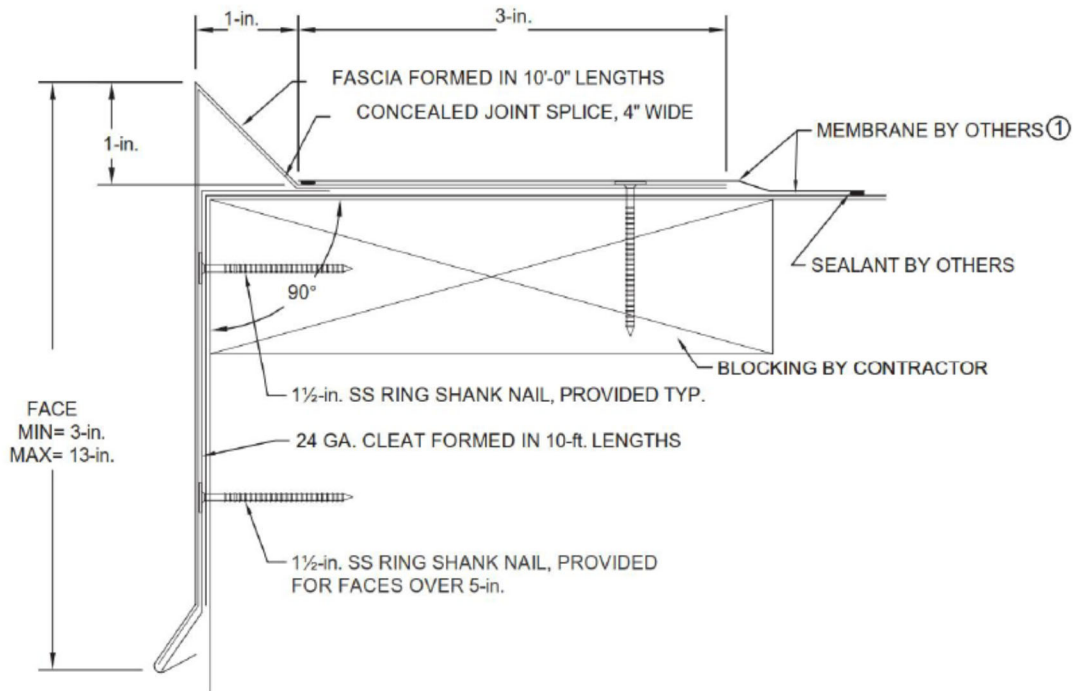 1-in.
3-in.
FASCIA FORMED IN 10'-0" LENGTHS
CONCEALED JOINT SPLICE, 4" WIDE
MEMBRANE BY OTHERS ①
1-in.
SEALANT BY OTHERS
90°
BLOCKING BY CONTRACTOR
1½-in. SS RING SHANK NAIL, PROVIDED TYP.
FACE
MIN= 3-in.
MAX= 13-in.
24 GA. CLEAT FORMED IN 10-ft. LENGTHS
1½-in. SS RING SHANK NAIL, PROVIDED
FOR FACES OVER 5-in.